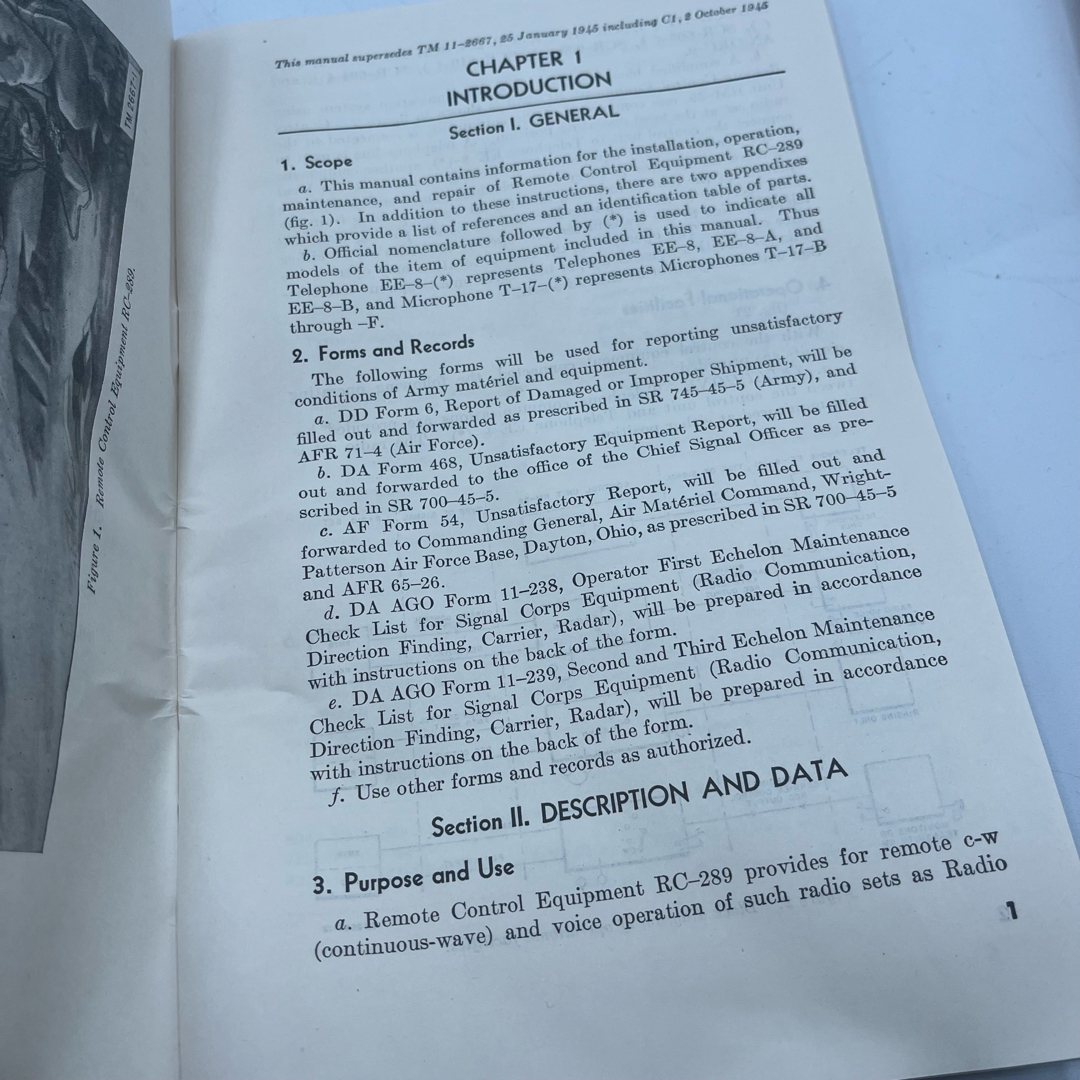 TM 2667-1
Figure 1. Remote Control Equipment RC-289.
This manual supersedes TM 11-2667, 25 January 1945 including C1, 2 October 1945
CHAPTER 1
INTRODUCTION
Section I. GENERAL
1. Scope
a. This manual contains information for the installation, operation,
maintenance, and repair of Remote Control Equipment RC-289
(fig. 1). In addition to these instructions, there are two appendixes
which provide a list of references and an identification table of parts.
b. Official nomenclature followed by (*) is used to indicate all
models of the item of equipment included in this manual. Thus
Telephone EE-8-(*) represents Telephones EE-8, EE-8-A, and
EE-8-B, and Microphone T-17-(*) represents Microphones T-17-B
through -F.
2. Forms and Records
The following forms will be used for reporting unsatisfactory
conditions of Army matériel and equipment.
a. DD Form 6, Report of Damaged or Improper Shipment, will be
filled out and forwarded as prescribed in SR 745-45-5 (Army), and
AFR 71-4 (Air Force).
b. DA Form 468, Unsatisfactory Equipment Report, will be filled
out and forwarded to the office of the Chief Signal Officer as pre-
scribed in SR 700-45-5.
c. AF Form 54, Unsatisfactory Report, will be filled out and
forwarded to Commanding General, Air Matériel Command, Wright-
Patterson Air Force Base, Dayton, Ohio, as prescribed in SR 700-45-5
and AFR 65-26.
d. DA AGO Form 11-238, Operator First Echelon Maintenance
Check List for Signal Corps Equipment (Radio Communication,
Direction Finding, Carrier, Radar), will be prepared in accordance
with instructions on the back of the form.
e. DA AGO Form 11-239, Second and Third Echelon Maintenance
Check List for Signal Corps Equipment (Radio Communication,
Direction Finding, Carrier, Radar), will be prepared in accordance
with instructions on the back of the form.
f. Use other forms and records as authorized.
Section II. DESCRIPTION AND DATA
3. Purpose and Use
a. Remote Control Equipment RC-289 provides for remote c-w
(continuous-wave) and voice operation of such radio sets as Radio
1